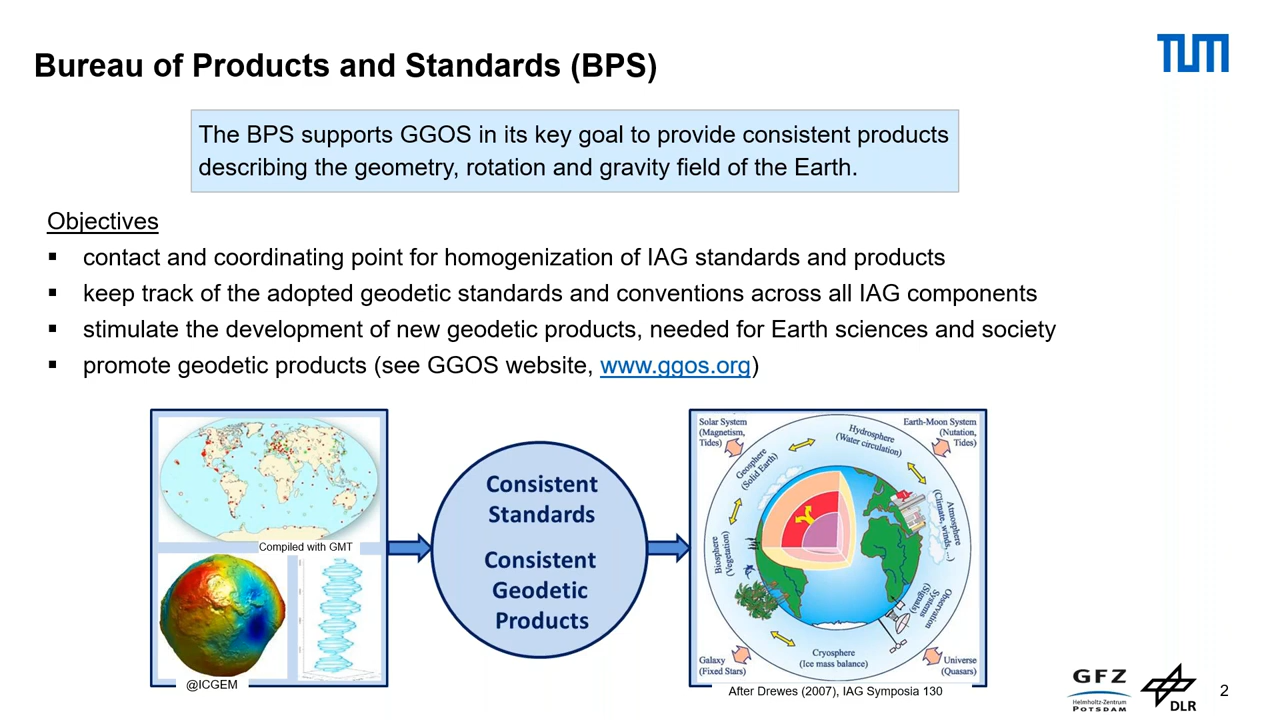 Bureau of Products and Standards (BPS)
TUM
The BPS supports GGOS in its key goal to provide consistent products
describing the geometry, rotation and gravity field of the Earth.
Objectives
▪ contact and coordinating point for homogenization of IAG standards and products
▪ keep track of the adopted geodetic standards and conventions across all IAG components
▪ stimulate the development of new geodetic products, needed for Earth sciences and society
▪ promote geodetic products (see GGOS website, www.ggos.org)
Compiled with GMT
@ICGEM
Consistent
Standards
Consistent
Geodetic
Products
Solar System
(Magnetism,
Tides)
Earth-Moon System
(Nutation,
Tides)
Hydrosphere
(Water circulation)
Geosphere
(Solid Earth)
Atmosphere
(Climate, winds, ...)
Biosphere
(Vegetation)
Observation
Systems
(Signals)
Cryosphere
(Ice mass balance)
Galaxy
(Fixed Stars)
Universe
(Quasars)
After Drewes (2007), IAG Symposia 130
GFZ
Helmholtz-Zentrum
POTSDAM
DLR
2